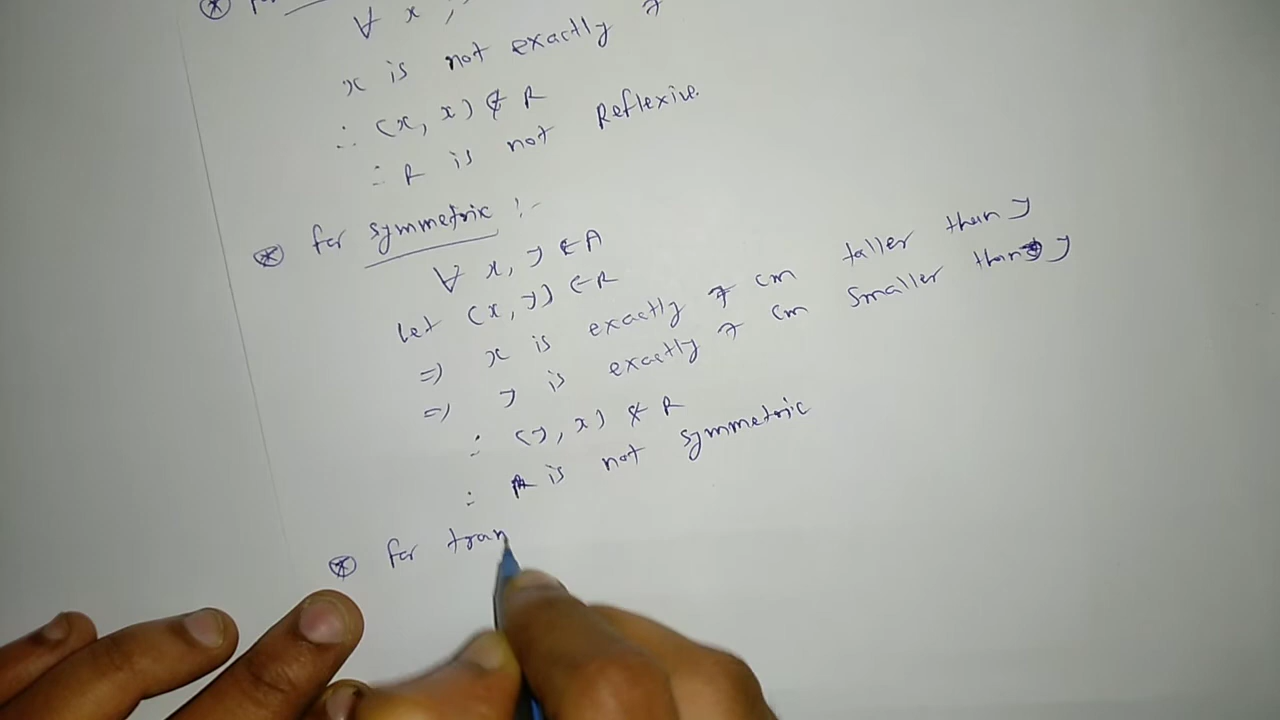 ∀ x ,
x is not exactly 7
∴ (x, x) ∉ R
∴ R is not Reflexive.
⊛ for symmetric :-
∀ x, y ∈ A
Let (x, y) ∈ R
=) x is exactly 7 cm taller than y
=) y is exactly 7 cm smaller than y
∴ (y, x) ∉ R
∴ R is not symmetric
⊛ for tran